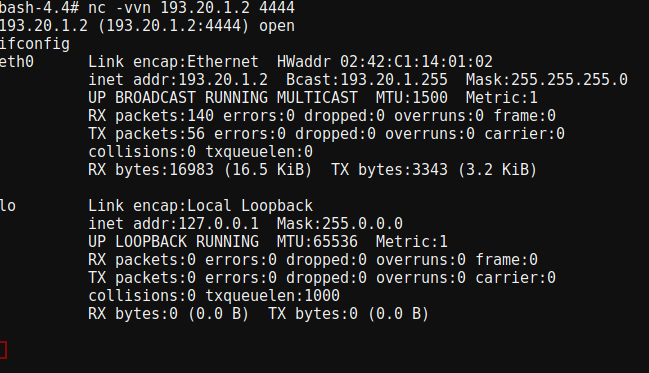 bash-4.4# nc -vvn 193.20.1.2 4444
193.20.1.2 (193.20.1.2:4444) open
ifconfig
eth0      Link encap:Ethernet  HWaddr 02:42:C1:14:01:02
          inet addr:193.20.1.2  Bcast:193.20.1.255  Mask:255.255.255.0
          UP BROADCAST RUNNING MULTICAST  MTU:1500  Metric:1
          RX packets:140 errors:0 dropped:0 overruns:0 frame:0
          TX packets:56 errors:0 dropped:0 overruns:0 carrier:0
          collisions:0 txqueuelen:0
          RX bytes:16983 (16.5 KiB)  TX bytes:3343 (3.2 KiB)

lo        Link encap:Local Loopback
          inet addr:127.0.0.1  Mask:255.0.0.0
          UP LOOPBACK RUNNING  MTU:65536  Metric:1
          RX packets:0 errors:0 dropped:0 overruns:0 frame:0
          TX packets:0 errors:0 dropped:0 overruns:0 carrier:0
          collisions:0 txqueuelen:1000
          RX bytes:0 (0.0 B)  TX bytes:0 (0.0 B)